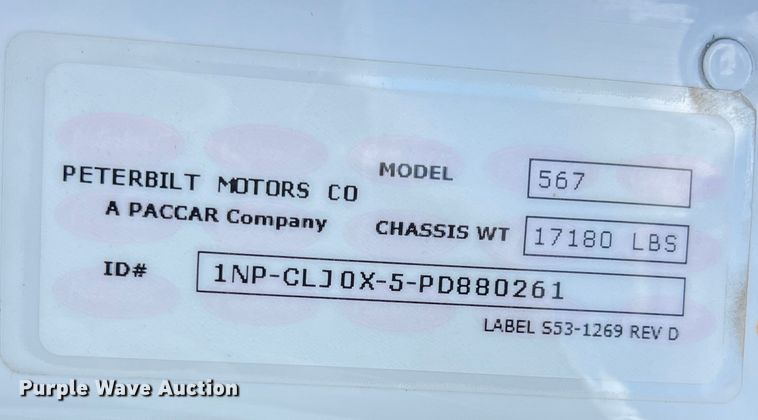 PETERBILT MOTORS CO
A PACCAR Company
MODEL 567
CHASSIS WT 17180 LBS
ID# 1NP-CLJ0X-5-PD880261
LABEL S53-1269 REV D
Purple Wave Auction